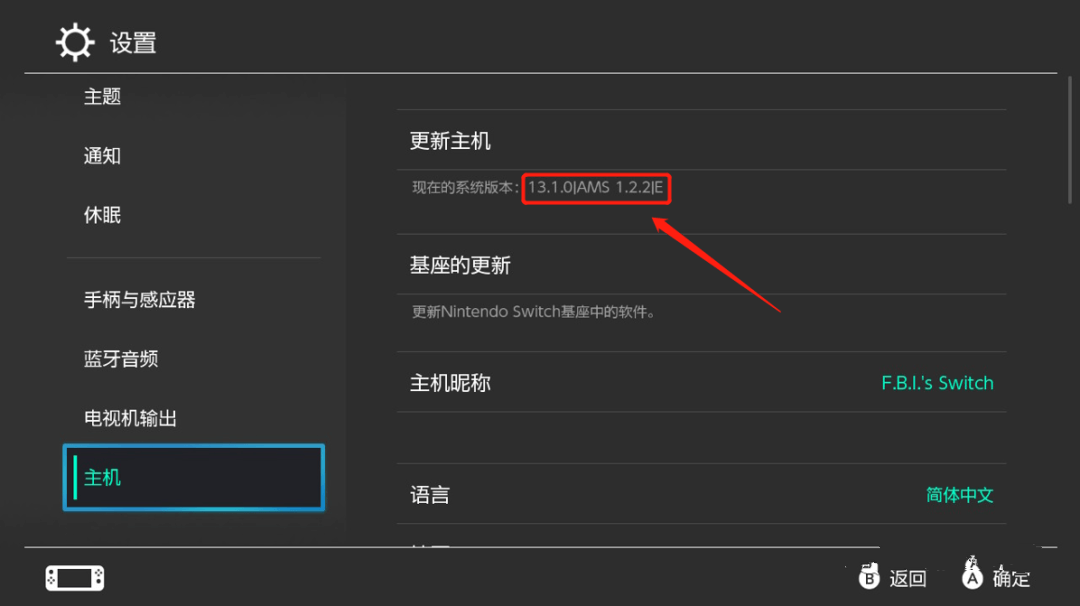 设置
主题
通知
休眠
手柄与感应器
蓝牙音频
电视机输出
主机
更新主机
现在的系统版本：13.1.0|AMS 1.2.2|E
基座的更新
更新Nintendo Switch基座中的软件。
主机昵称 F.B.I.'s Switch
语言 简体中文
B 返回 A 确定